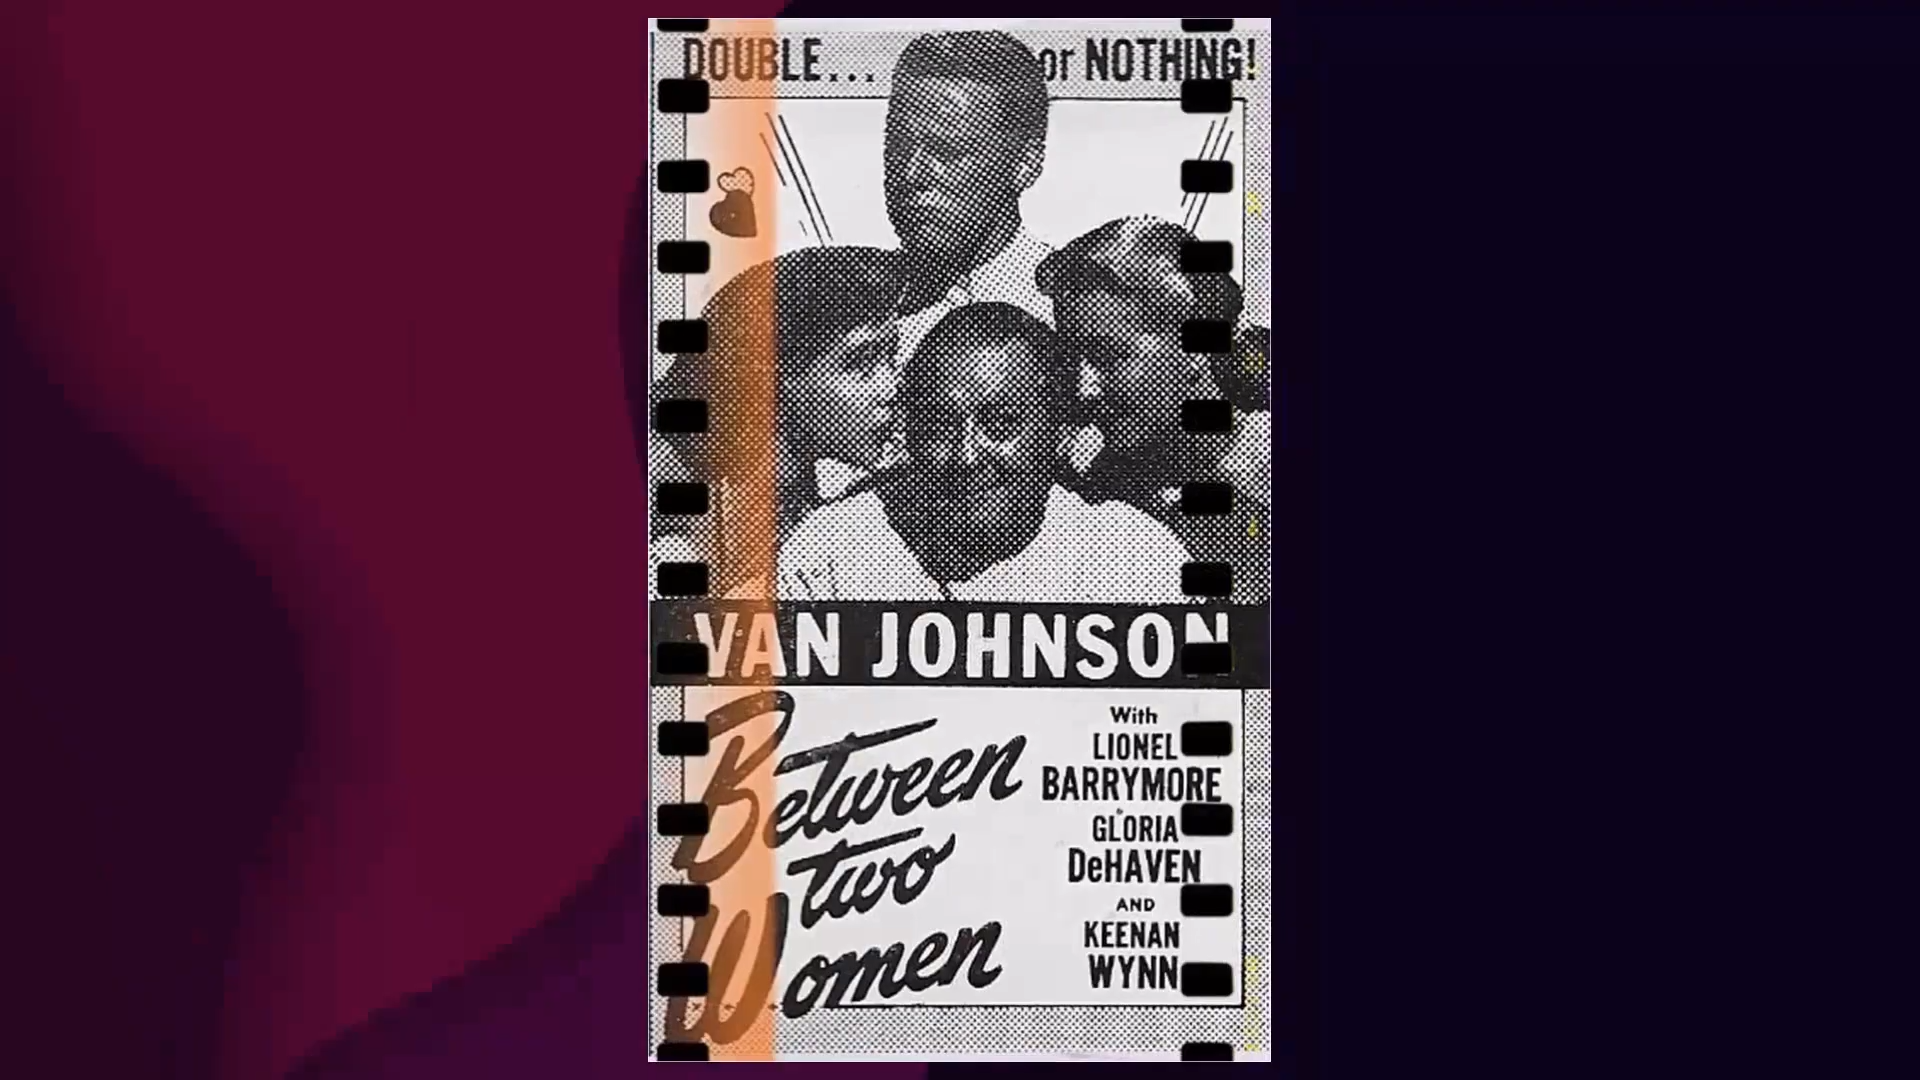 DOUBLE... or NOTHING!
VAN JOHNSON
Between
two
Women
With
LIONEL
BARRYMORE
GLORIA
DeHAVEN
AND
KEENAN
WYNN